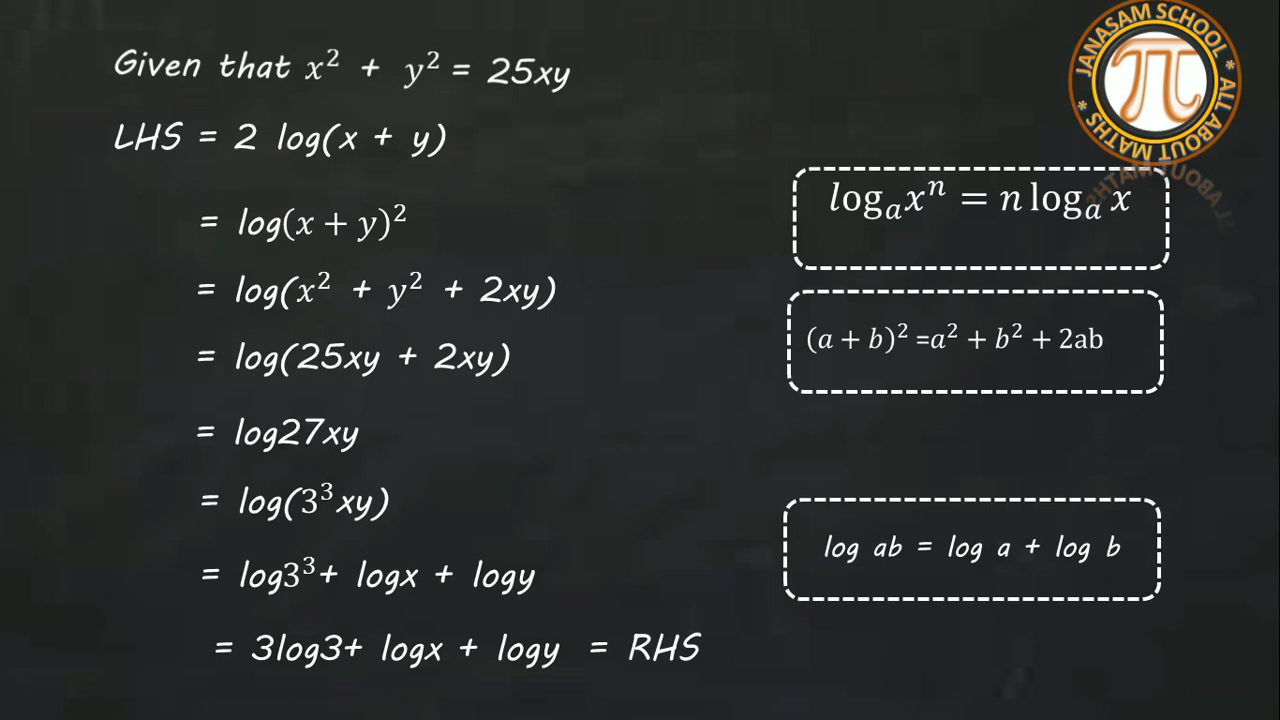 Given that x² + y² = 25xy
LHS = 2 log(x + y)
= log(x + y)²
= log(x² + y² + 2xy)
= log(25xy + 2xy)
= log27xy
= log(3³xy)
= log3³+ logx + logy
= 3log3+ logx + logy = RHS
JANASAM SCHOOL
* ALL ABOUT MATHS *
logₐxⁿ = n logₐ x
(a + b)² =a² + b² + 2ab
log ab = log a + log b